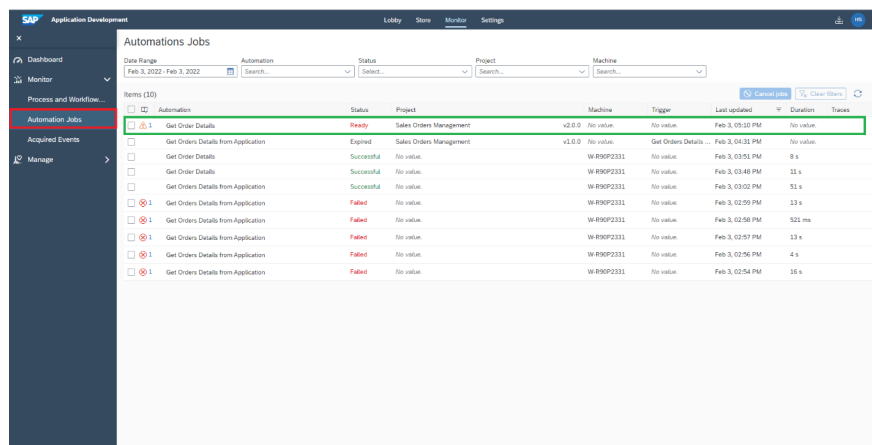 SAP Application Development Lobby Store Monitor Settings HS
Automations Jobs
Dashboard
Monitor
Process and Workflow...
Automation Jobs
Acquired Events
Manage
Date Range Automation Status Project Machine
Feb 3, 2022 - Feb 3, 2022 Search... Select... Search... Search...
Items (10) Cancel jobs Clear filters
Automation Status Project Machine Trigger Last updated Duration Traces
1 Get Order Details Ready Sales Orders Management v2.0.0 No value. No value. Feb 3, 05:10 PM No value.
Get Orders Details from Application Expired Sales Orders Management v1.0.0 No value. Get Orders Details ... Feb 3, 04:31 PM No value.
Get Order Details Successful No value. W-R90P2331 No value. Feb 3, 03:51 PM 8 s
Get Order Details Successful No value. W-R90P2331 No value. Feb 3, 03:48 PM 11 s
Get Orders Details from Application Successful No value. W-R90P2331 No value. Feb 3, 03:02 PM 51 s
1 Get Orders Details from Application Failed No value. W-R90P2331 No value. Feb 3, 02:59 PM 13 s
1 Get Orders Details from Application Failed No value. W-R90P2331 No value. Feb 3, 02:58 PM 521 ms
1 Get Orders Details from Application Failed No value. W-R90P2331 No value. Feb 3, 02:57 PM 13 s
1 Get Orders Details from Application Failed No value. W-R90P2331 No value. Feb 3, 02:56 PM 4 s
1 Get Orders Details from Application Failed No value. W-R90P2331 No value. Feb 3, 02:54 PM 16 s